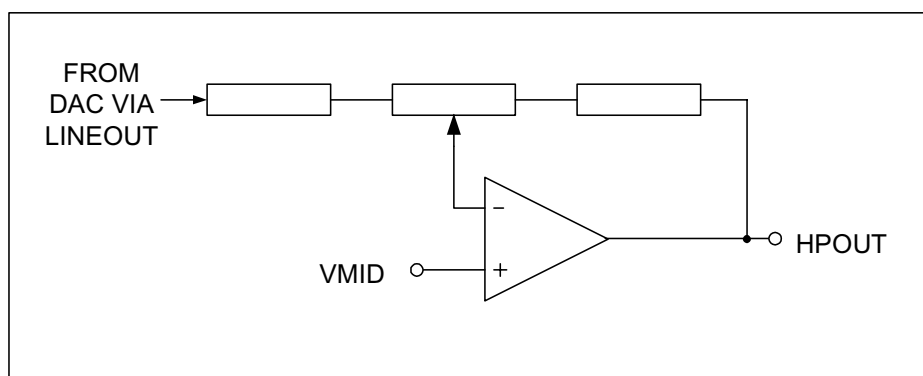 FROM
DAC VIA
LINEOUT
−
VMID
+
HPOUT